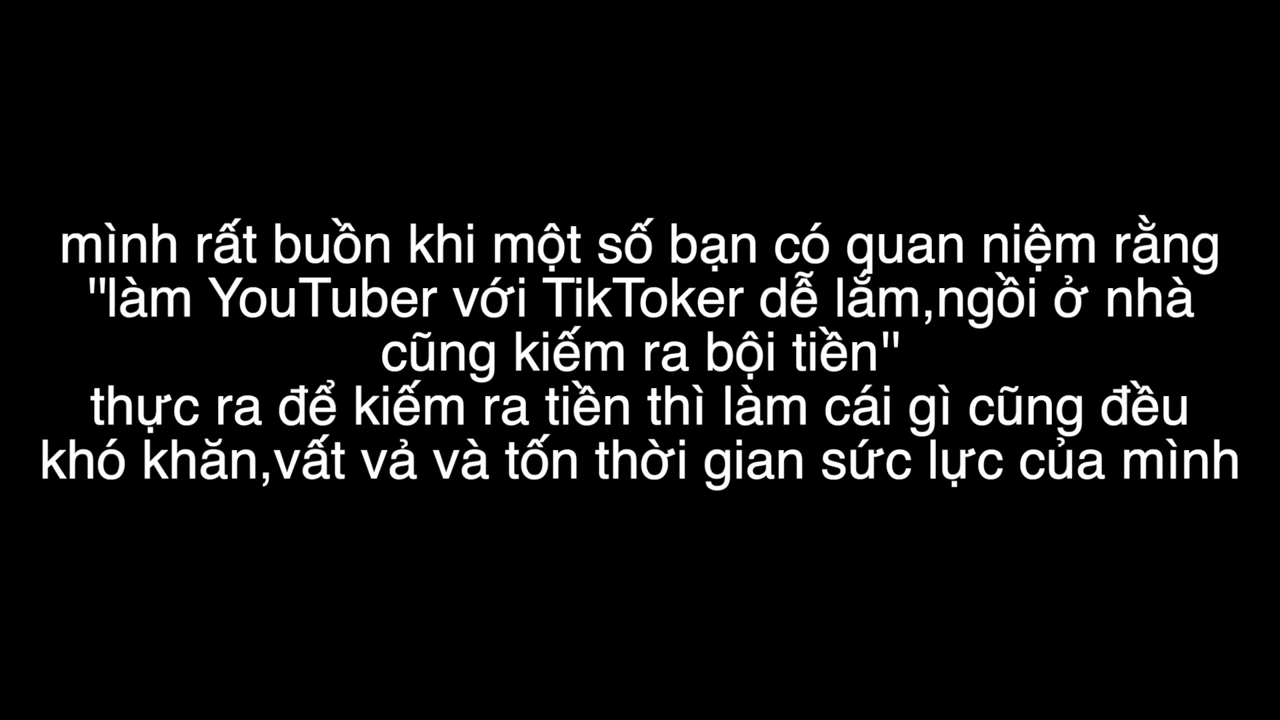 mình rất buồn khi một số bạn có quan niệm rằng
"làm YouTuber với TikToker dễ lắm,ngồi ở nhà
cũng kiếm ra bội tiền"
thực ra để kiếm ra tiền thì làm cái gì cũng đều
khó khăn,vất vả và tốn thời gian sức lực của mình